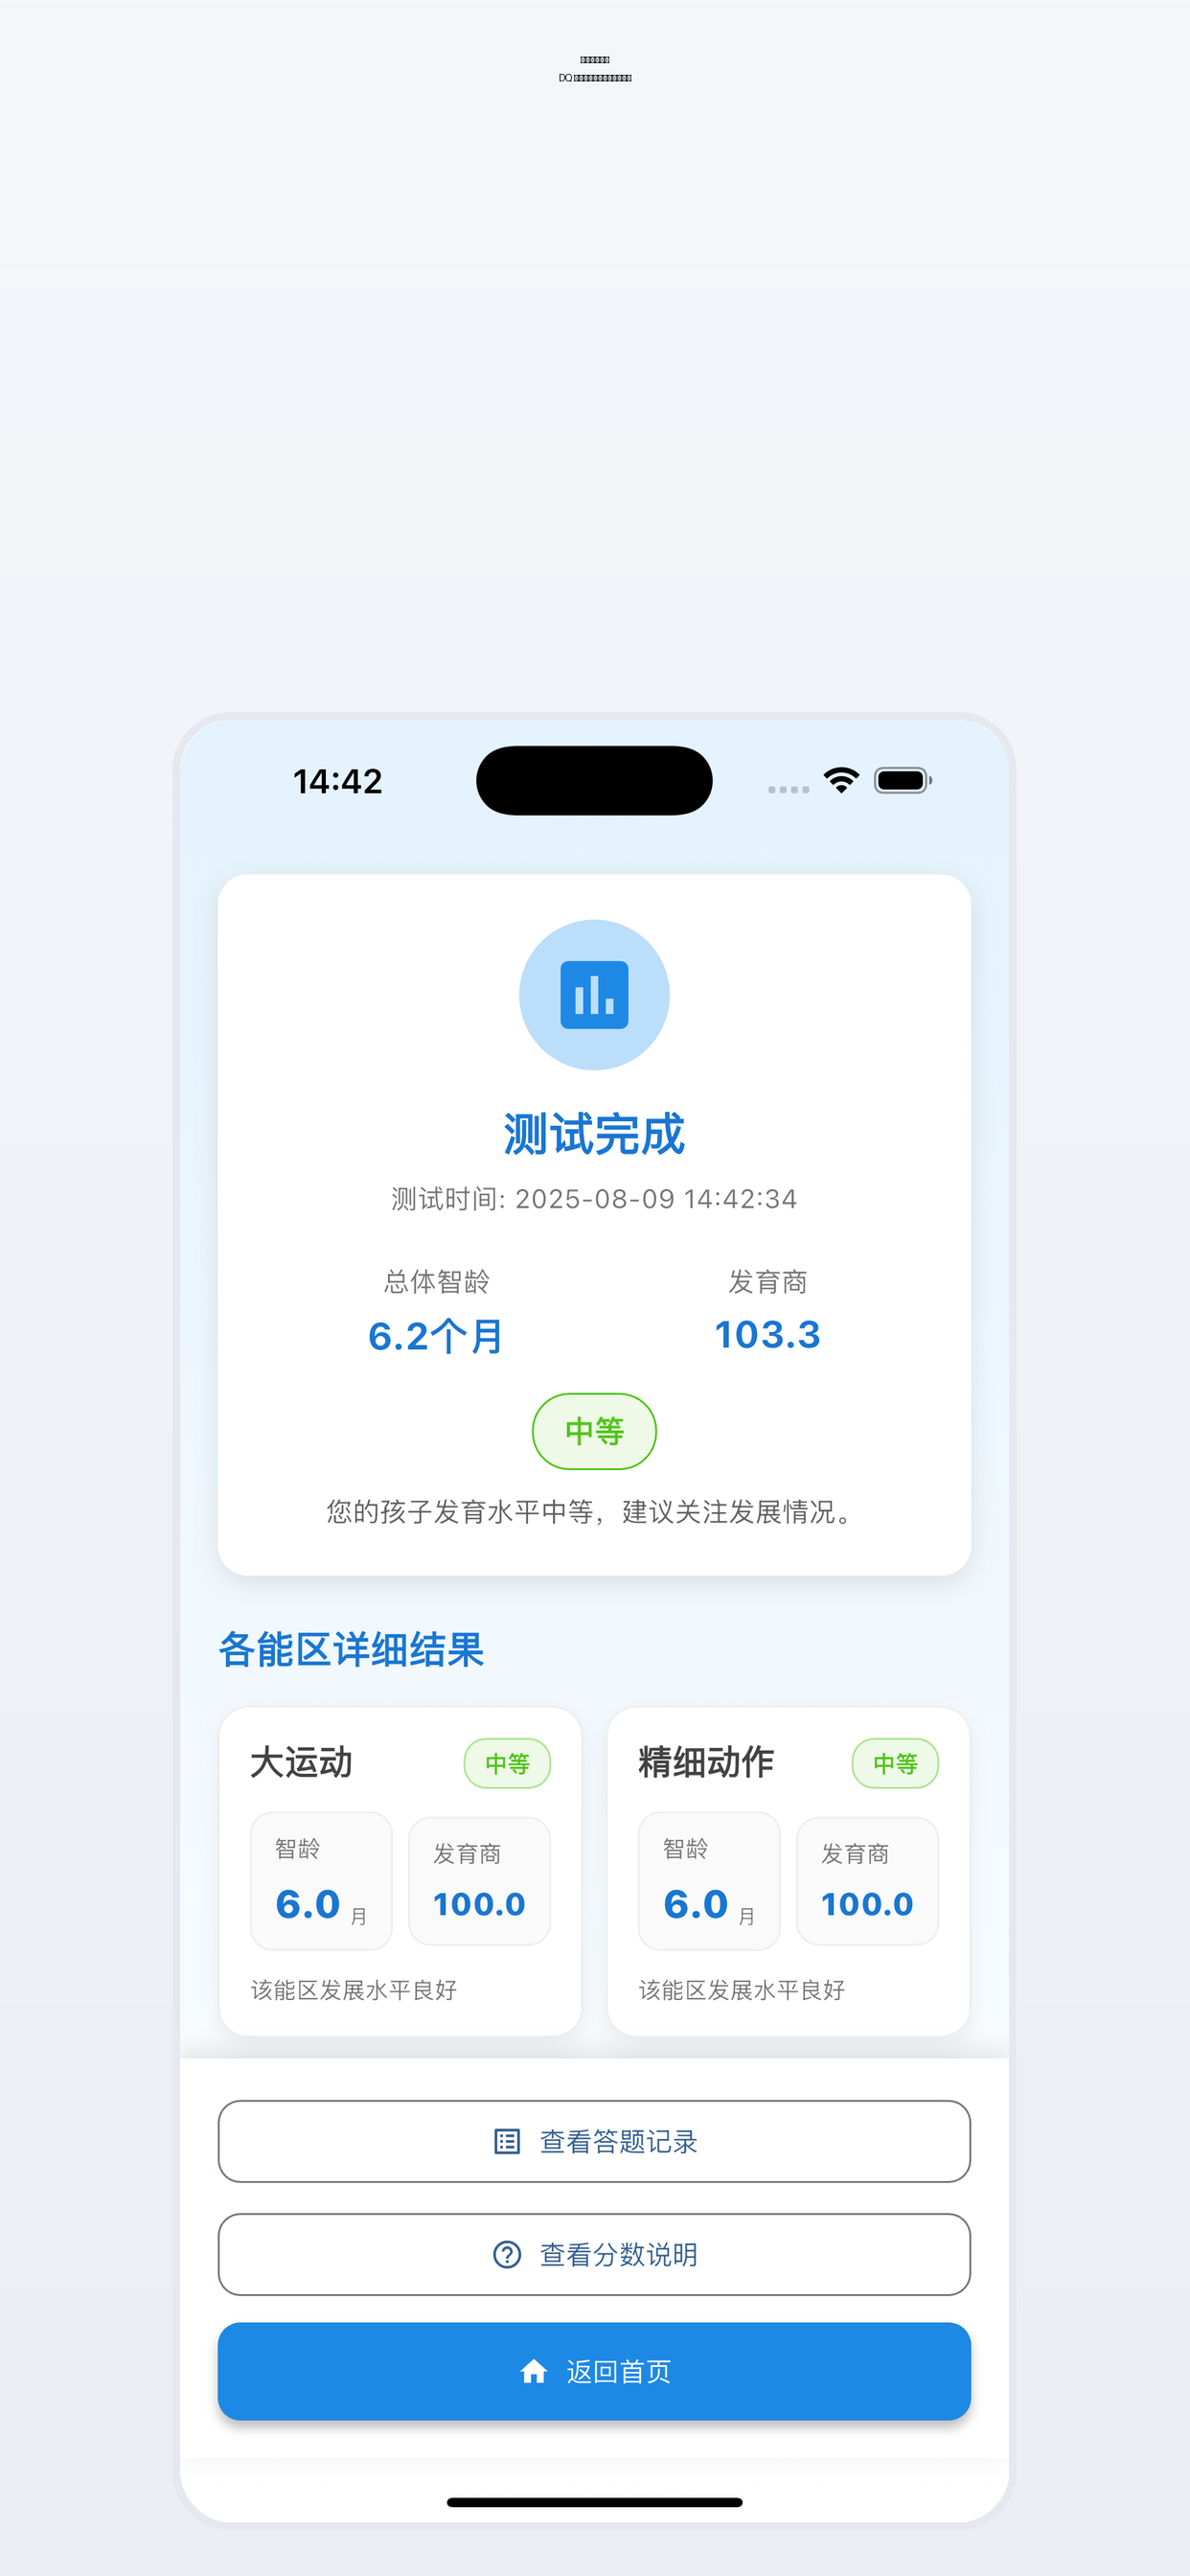 DQ
14:42
测试完成
测试时间: 2025-08-09 14:42:34
总体智龄 发育商
6.2个月 103.3
中等
您的孩子发育水平中等，建议关注发展情况。
各能区详细结果
大运动 中等
智龄 发育商
6.0 月 100.0
该能区发展水平良好
精细动作 中等
智龄 发育商
6.0 月 100.0
该能区发展水平良好
查看答题记录
查看分数说明
返回首页